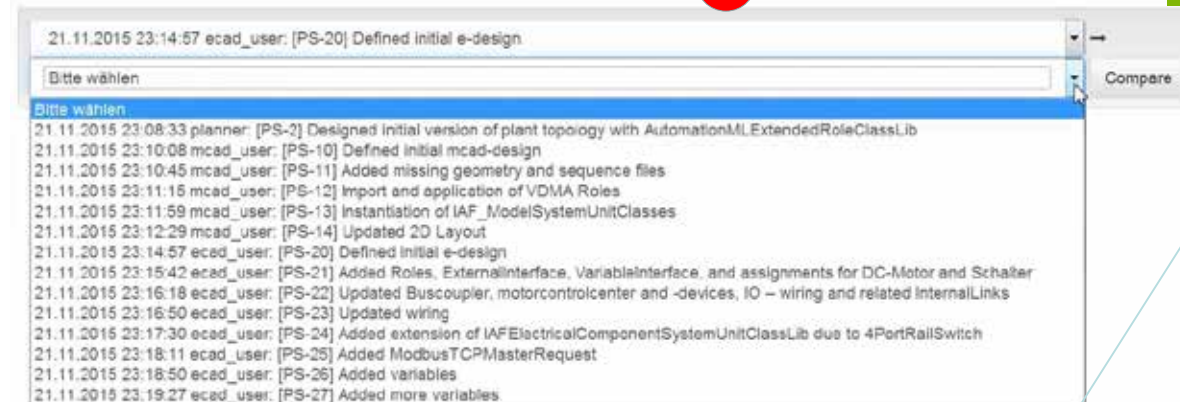 21.11.2015 23:14:57 ecad_user: [PS-20] Defined initial e-design
Bitte wählen
Compare
Bitte wählen
21.11.2015 23:08:33 planner: [PS-2] Designed initial version of plant topology with AutomationMLExtendedRoleClassLib
21.11.2015 23:10:08 mcad_user: [PS-10] Defined initial mcad-design
21.11.2015 23:10:45 mcad_user: [PS-11] Added missing geometry and sequence files
21.11.2015 23:11:15 mcad_user: [PS-12] Import and application of VDMA Roles
21.11.2015 23:11:59 mcad_user: [PS-13] Instantiation of IAF_ModelSystemUnitClasses
21.11.2015 23:12:29 mcad_user: [PS-14] Updated 2D Layout
21.11.2015 23:14:57 ecad_user: [PS-20] Defined initial e-design
21.11.2015 23:15:42 ecad_user: [PS-21] Added Roles, ExternalInterface, VariableInterface, and assignments for DC-Motor and Schalter
21.11.2015 23:16:18 ecad_user: [PS-22] Updated Buscoupler, motorcontrolcenter and -devices, IO – wiring and related InternalLinks
21.11.2015 23:16:50 ecad_user: [PS-23] Updated wiring
21.11.2015 23:17:30 ecad_user: [PS-24] Added extension of IAFElectricalComponentSystemUnitClassLib due to 4PortRailSwitch
21.11.2015 23:18:11 ecad_user: [PS-25] Added ModbusTCPMasterRequest
21.11.2015 23:18:50 ecad_user: [PS-26] Added variables
21.11.2015 23:19:27 ecad_user: [PS-27] Added more variables